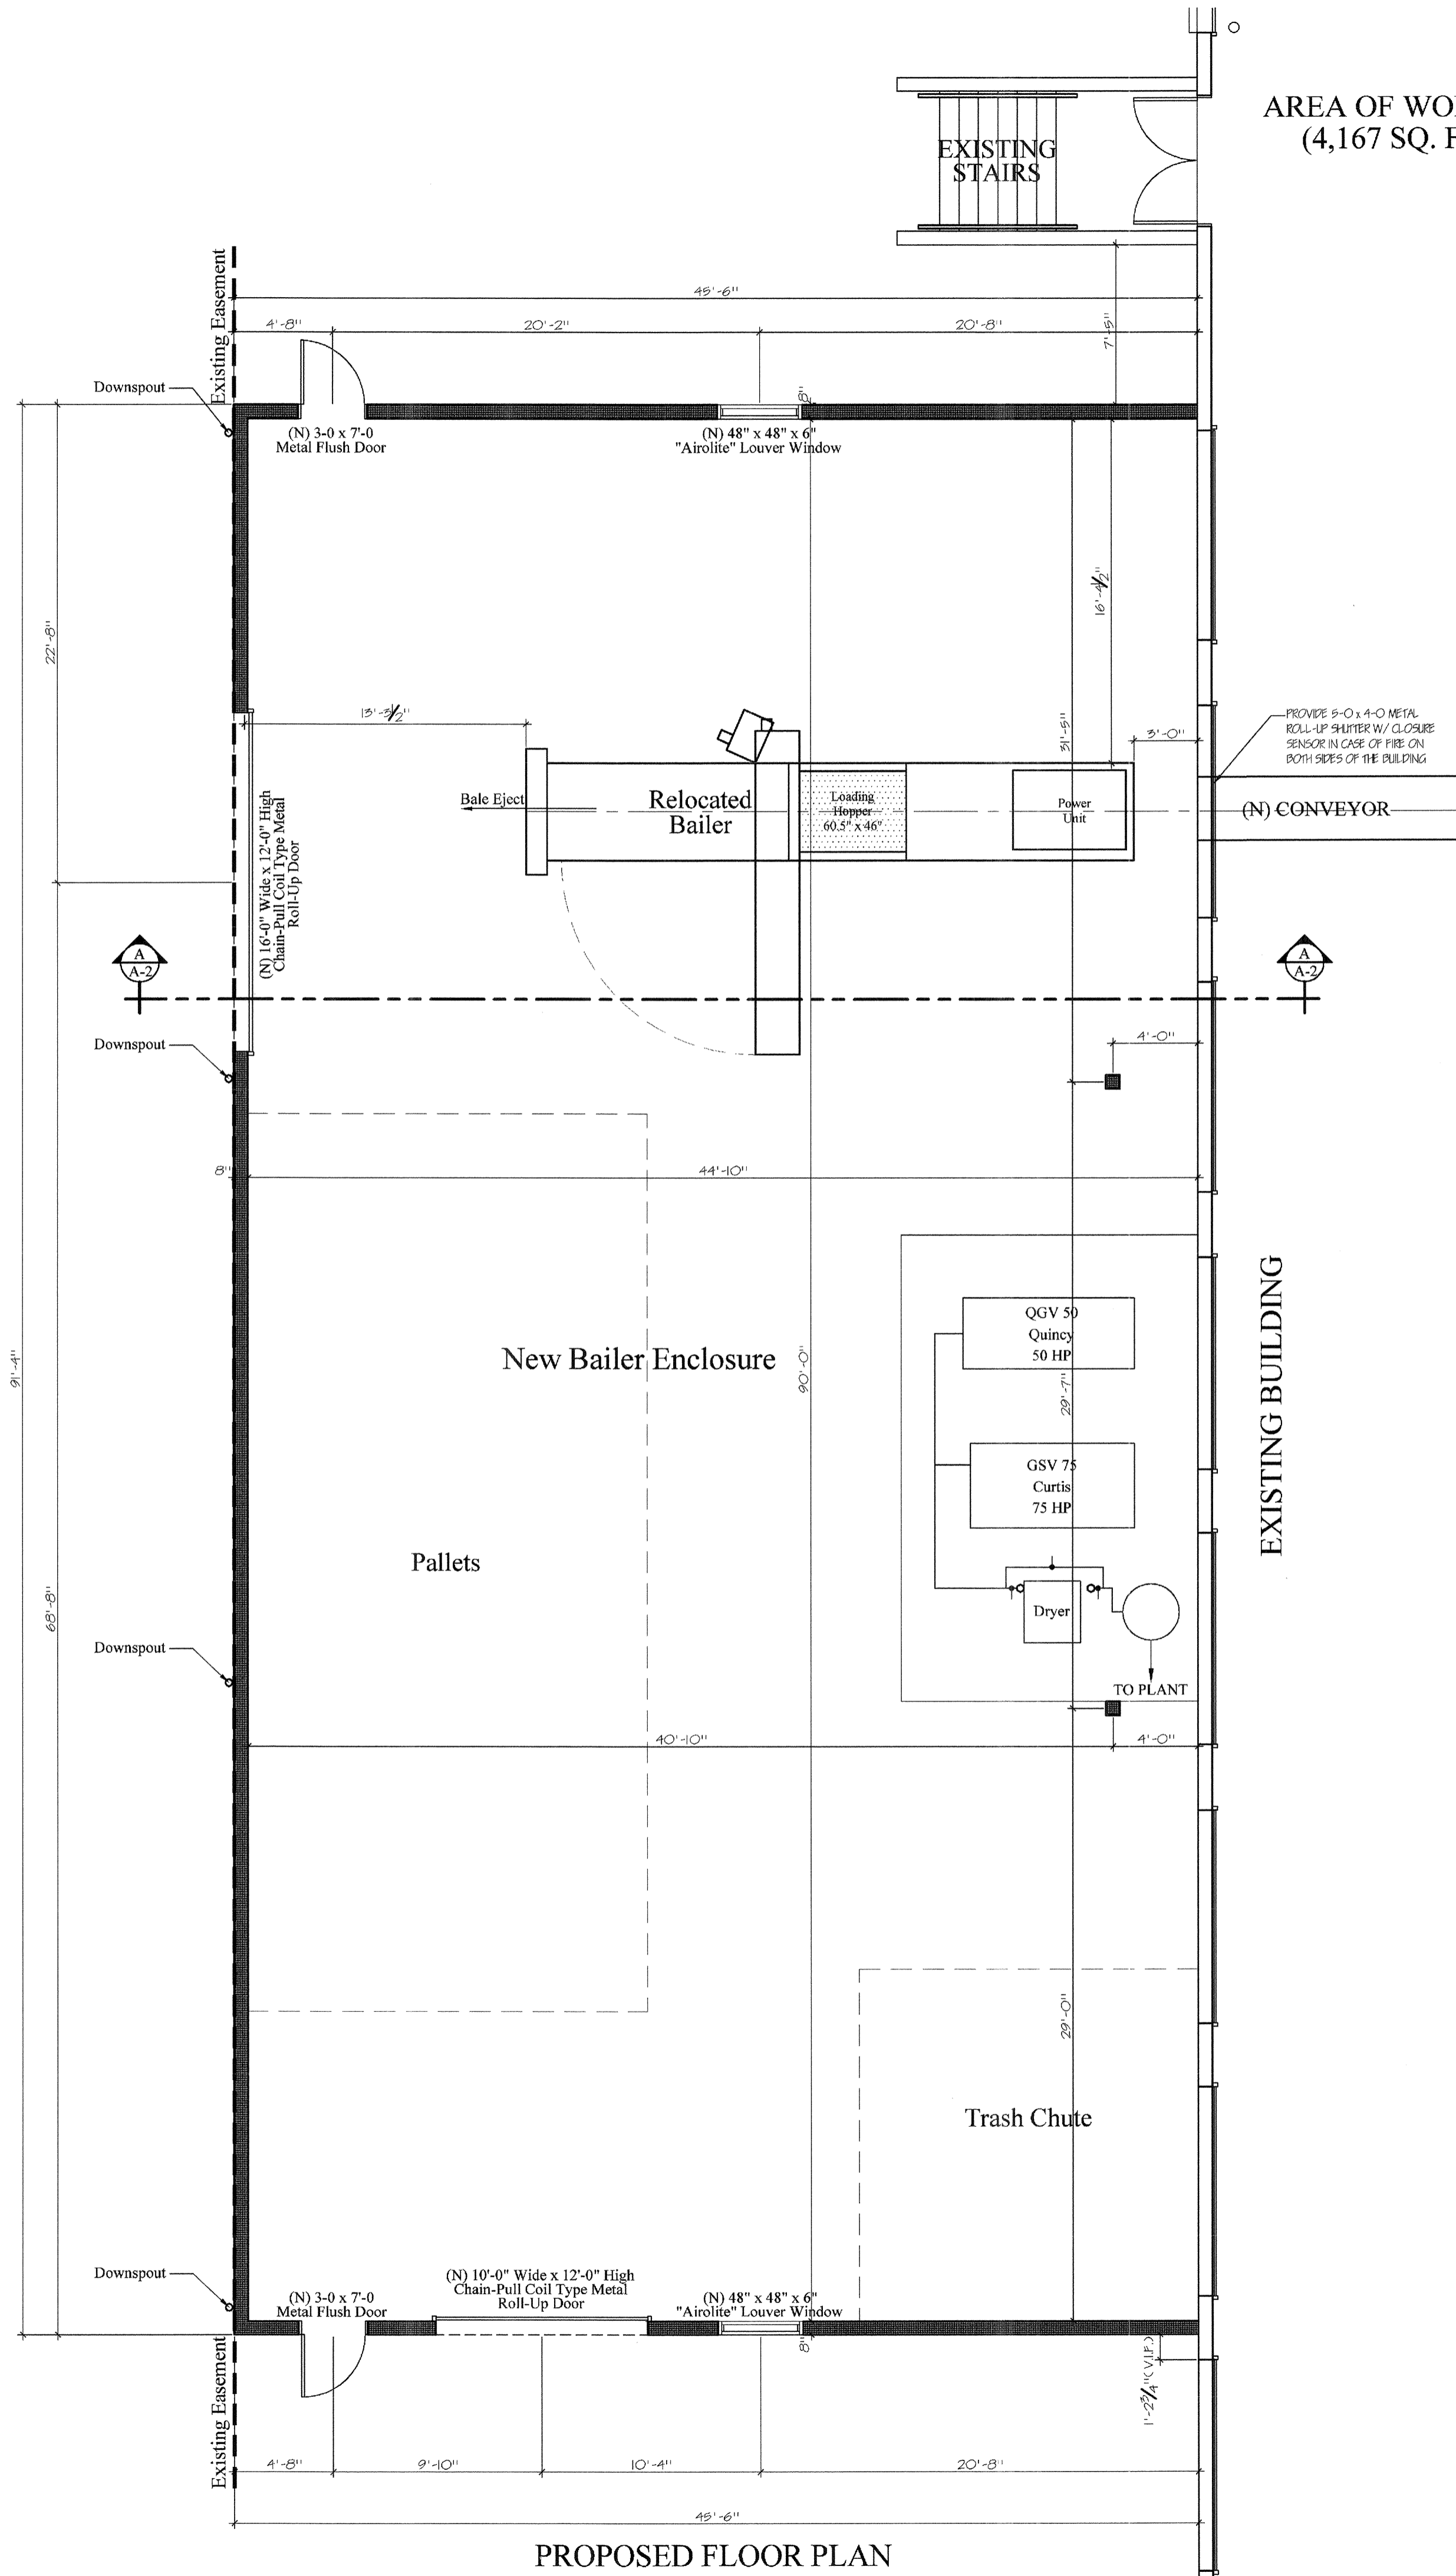 AREA OF WO
(4,167 SQ. F
EXISTING
STAIRS
Existing Easement
45'-6"
4'-8"
20'-2"
20'-8"
7'-5"
Downspout
8"
(N) 3-0 x 7'-0
Metal Flush Door
(N) 48" x 48" x 6"
"Airolite" Louver Window
22'-8"
16'-4 1/2"
31'-5"
13'-3 1/2"
3'-0"
PROVIDE 5-0 x 4-0 METAL
ROLL-UP SHUTTER W/ CLOSURE
SENSOR IN CASE OF FIRE ON
BOTH SIDES OF THE BUILDING
(N) 16'-0" Wide x 12'-0" High
Chain-Pull Coil Type Metal
Roll-Up Door
Bale Eject
Relocated
Bailer
Loading
Hopper
60.5" x 46"
Power
Unit
(N) CONVEYOR
A
A-2
A
A-2
Downspout
4'-0"
8"
44'-10"
QGV 50
Quincy
50 HP
New Bailer Enclosure
91'-4"
90'-0"
29'-7"
EXISTING BUILDING
GSV 75
Curtis
75 HP
Pallets
68'-8"
Dryer
Downspout
TO PLANT
40'-10"
4'-0"
29'-0"
Trash Chute
Downspout
(N) 3-0 x 7'-0
Metal Flush Door
(N) 10'-0" Wide x 12'-0" High
Chain-Pull Coil Type Metal
Roll-Up Door
(N) 48" x 48" x 6"
"Airolite" Louver Window
8"
1'-2 3/4" (V.I.F.)
Existing Easement
4'-8"
9'-10"
10'-4"
20'-8"
45'-6"
PROPOSED FLOOR PLAN